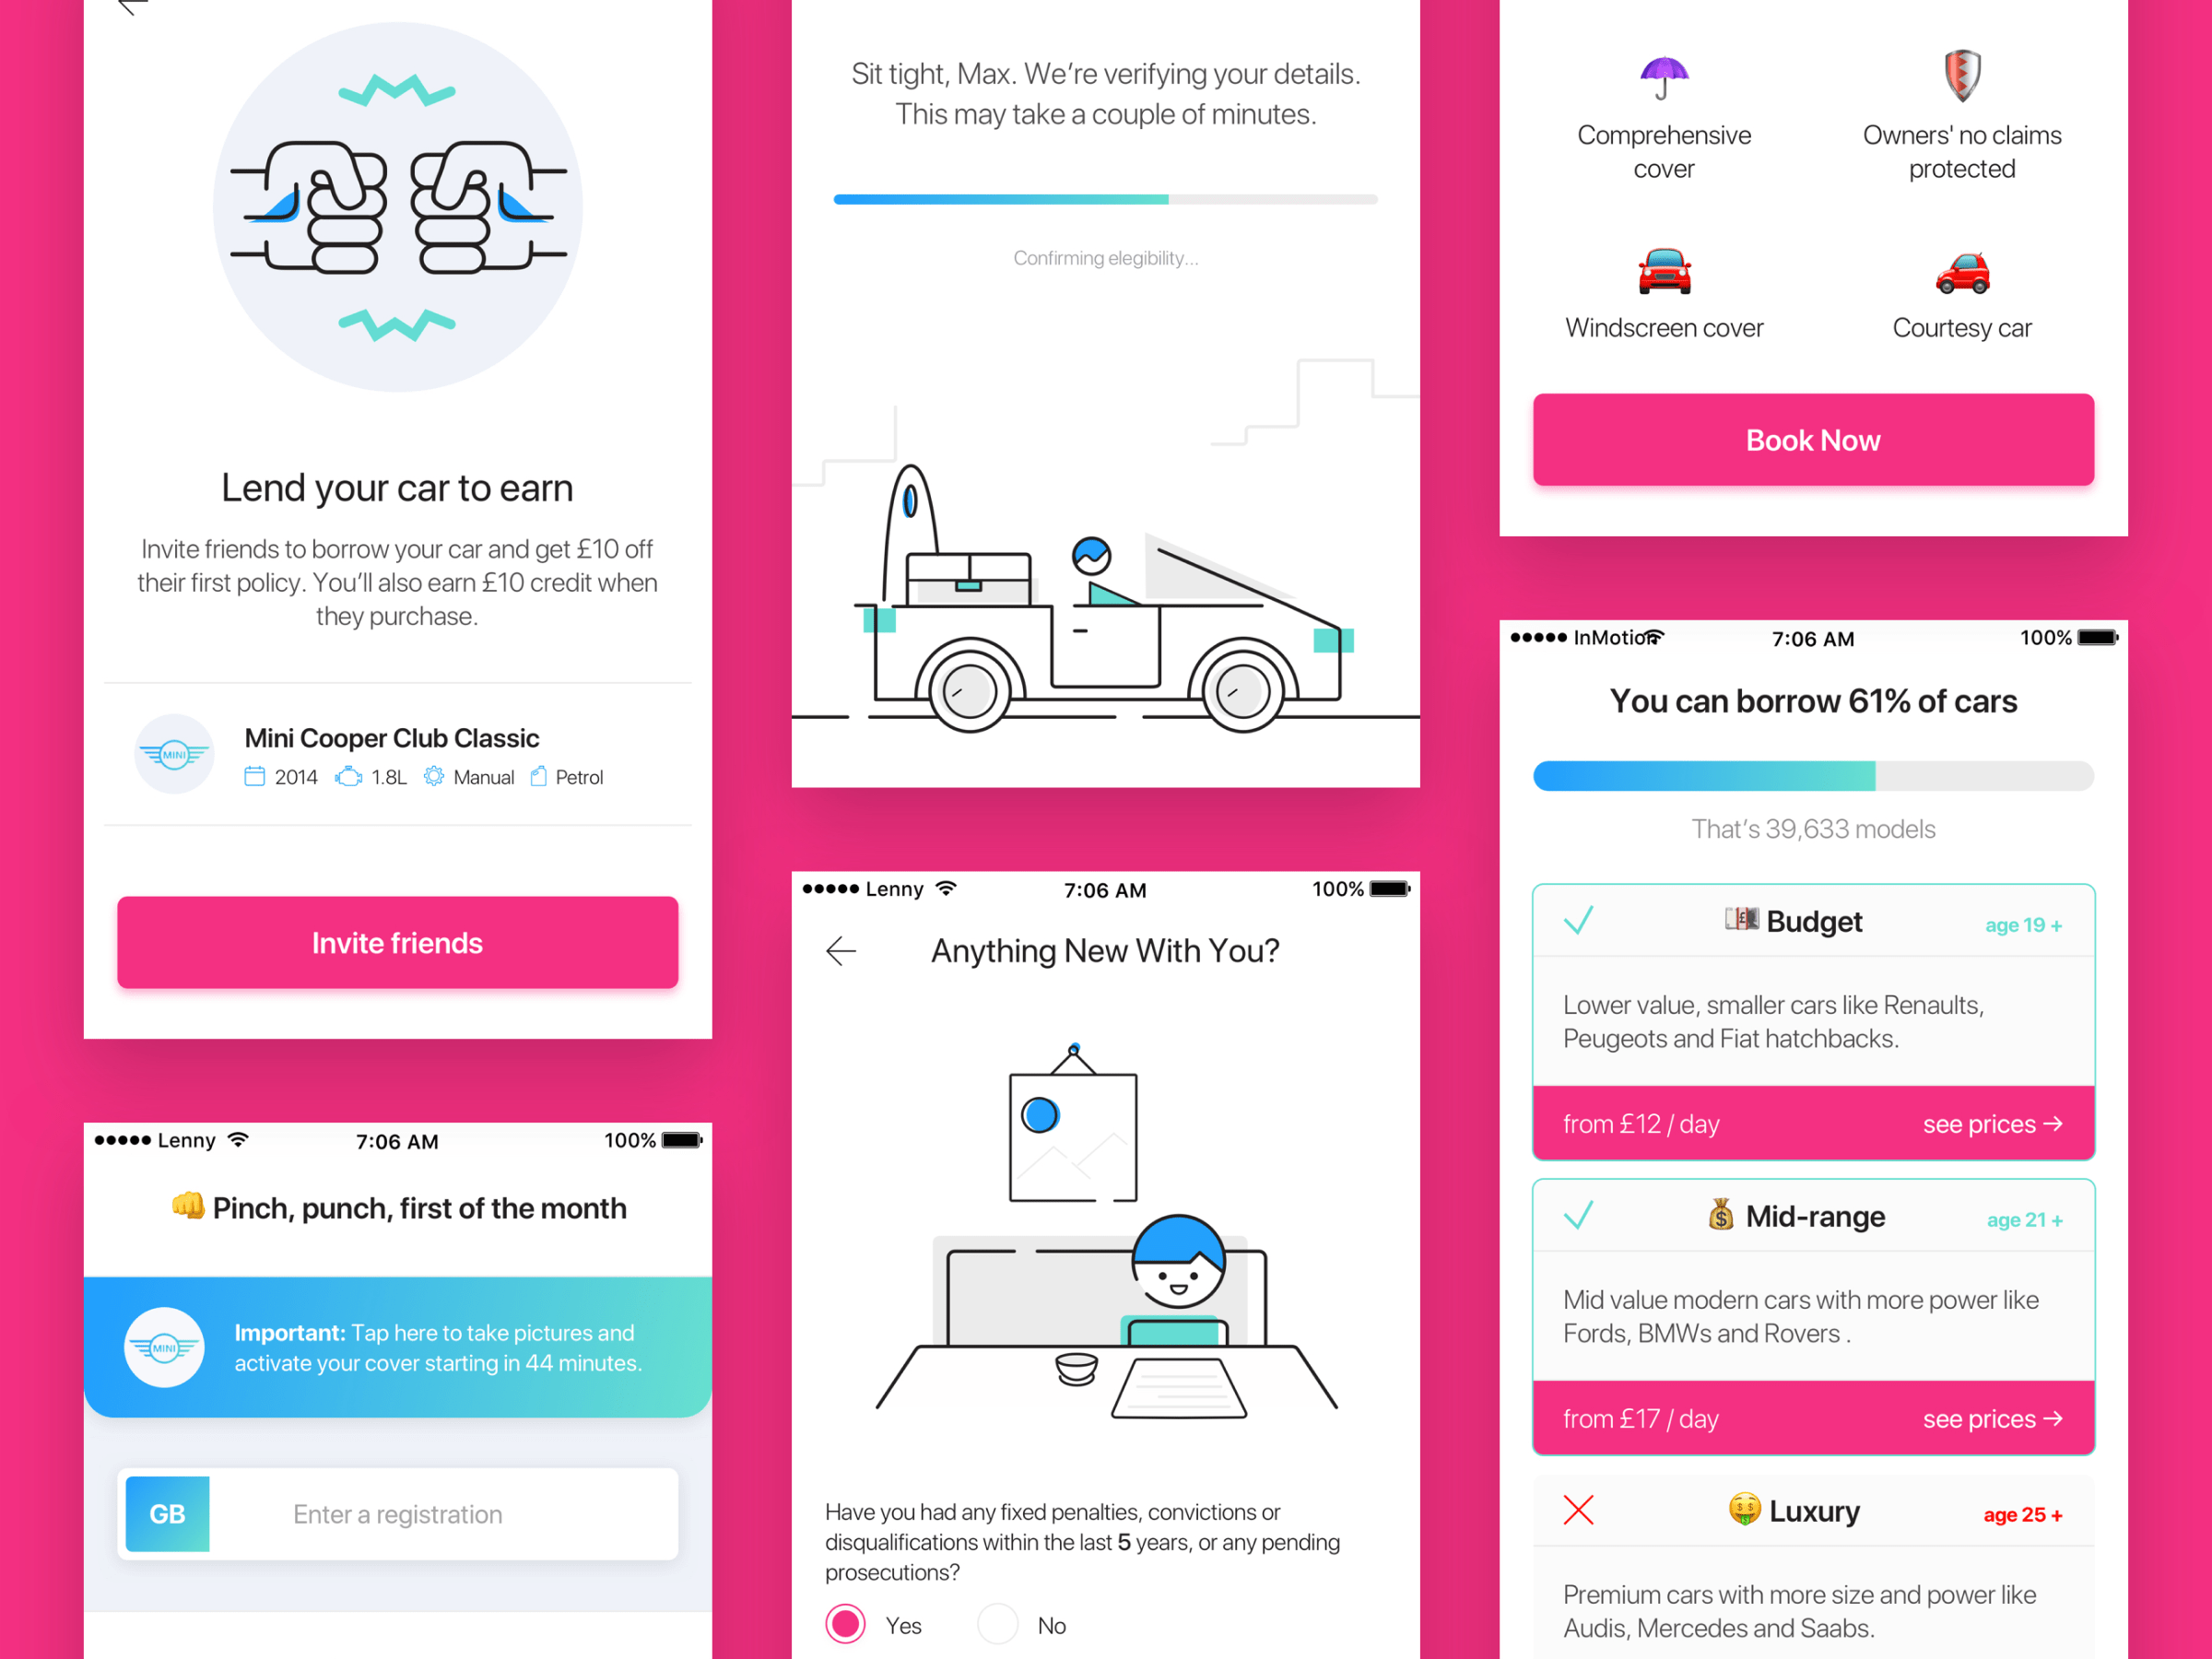 Lend your car to earn
Invite friends to borrow your car and get £10 off
their first policy. You’ll also earn £10 credit when
they purchase.
MINI
Mini Cooper Club Classic
2014 1.8L Manual Petrol
Invite friends
Lenny 7:06 AM 100%
👊 Pinch, punch, first of the month
MINI
Important: Tap here to take pictures and
activate your cover starting in 44 minutes.
GB Enter a registration
Sit tight, Max. We’re verifying your details.
This may take a couple of minutes.
Confirming elegibility...
Lenny 7:06 AM 100%
Anything New With You?
Have you had any fixed penalties, convictions or
disqualifications within the last 5 years, or any pending
prosecutions?
Yes No
Comprehensive
cover
Owners' no claims
protected
Windscreen cover
Courtesy car
Book Now
InMotion 7:06 AM 100%
You can borrow 61% of cars
That’s 39,633 models
💷 Budget age 19 +
Lower value, smaller cars like Renaults,
Peugeots and Fiat hatchbacks.
from £12 / day see prices →
💰 Mid-range age 21 +
Mid value modern cars with more power like
Fords, BMWs and Rovers .
from £17 / day see prices →
🤑 Luxury age 25 +
Premium cars with more size and power like
Audis, Mercedes and Saabs.